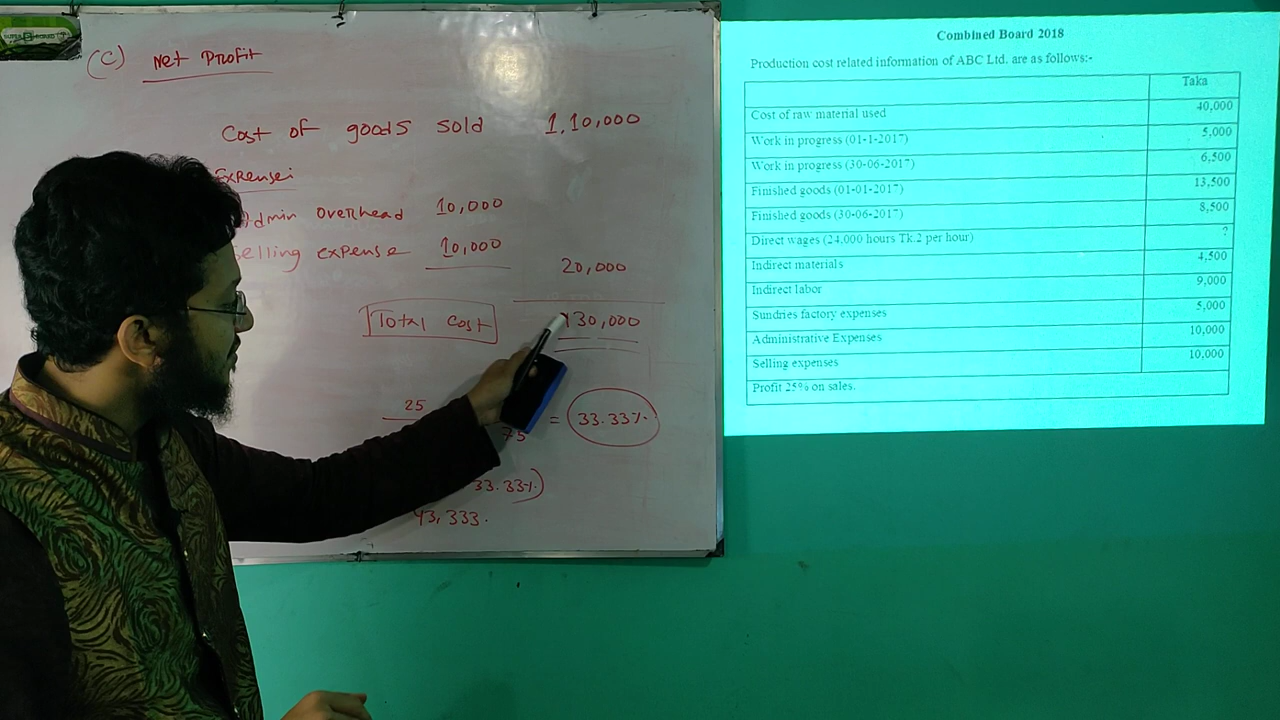 (C) Net Profit
Cost of goods sold 1,10,000
Expense:
Admin overhead 10,000
selling expense 10,000
20,000
Total Cost 130,000
25
75
= 33.33%
33.33%)
43,333.
Combined Board 2018
Production cost related information of ABC Ltd. are as follows:-
Taka
Cost of raw material used 40,000
Work in progress (01-1-2017) 5,000
Work in progress (30-06-2017) 6,500
Finished goods (01-01-2017) 13,500
Finished goods (30-06-2017) 8,500
Direct wages (24,000 hours Tk.2 per hour) ?
Indirect materials 4,500
Indirect labor 9,000
Sundries factory expenses 5,000
Administrative Expenses 10,000
Selling expenses 10,000
Profit 25% on sales.